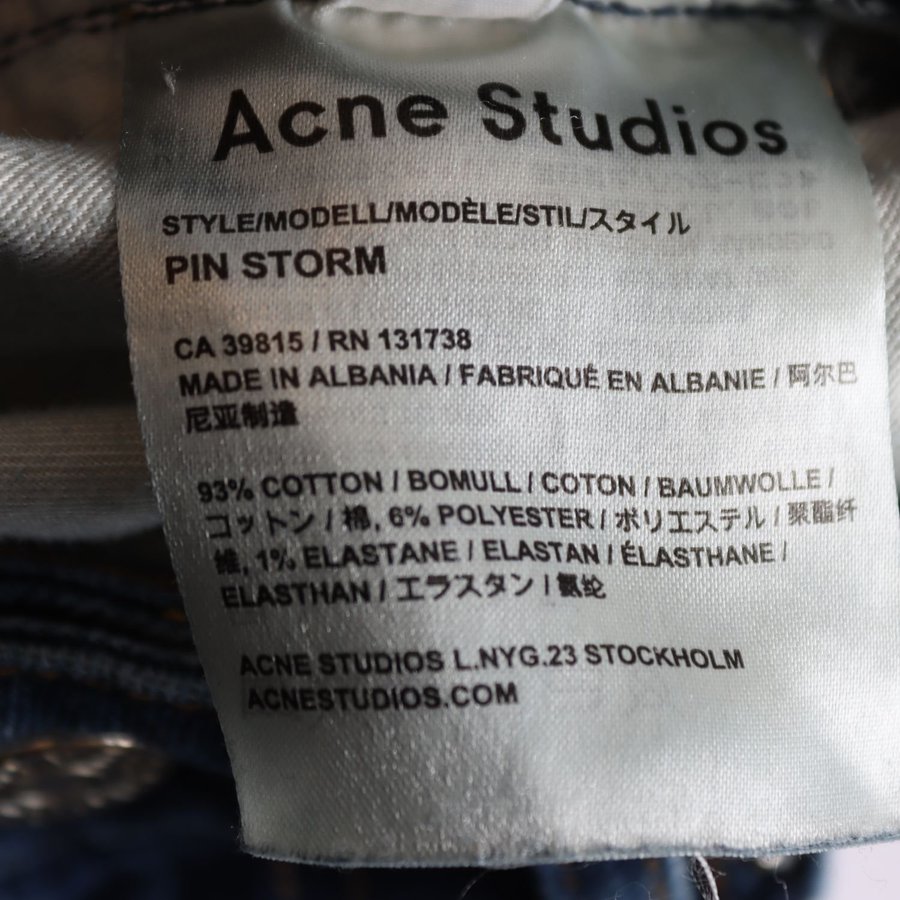 Acne Studios
STYLE/MODELL/MODÈLE/STIL/スタイル
PIN STORM
CA 39815 / RN 131738
MADE IN ALBANIA / FABRIQUÉ EN ALBANIE / 阿尔巴
尼亚制造
93% COTTON / BOMULL / COTON / BAUMWOLLE /
コットン / 棉, 6% POLYESTER / ポリエステル / 聚酯纤
维, 1% ELASTANE / ELASTAN / ÉLASTHANE /
ELASTHAN / エラスタン / 氨纶
ACNE STUDIOS L.NYG.23 STOCKHOLM
ACNESTUDIOS.COM